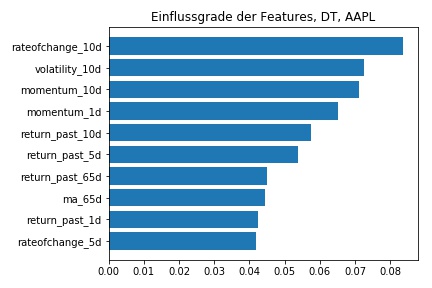 Einflussgrade der Features, DT, AAPL
rateofchange_10d
volatility_10d
momentum_10d
momentum_1d
return_past_10d
return_past_5d
return_past_65d
ma_65d
return_past_1d
rateofchange_5d
0.00 0.01 0.02 0.03 0.04 0.05 0.06 0.07 0.08